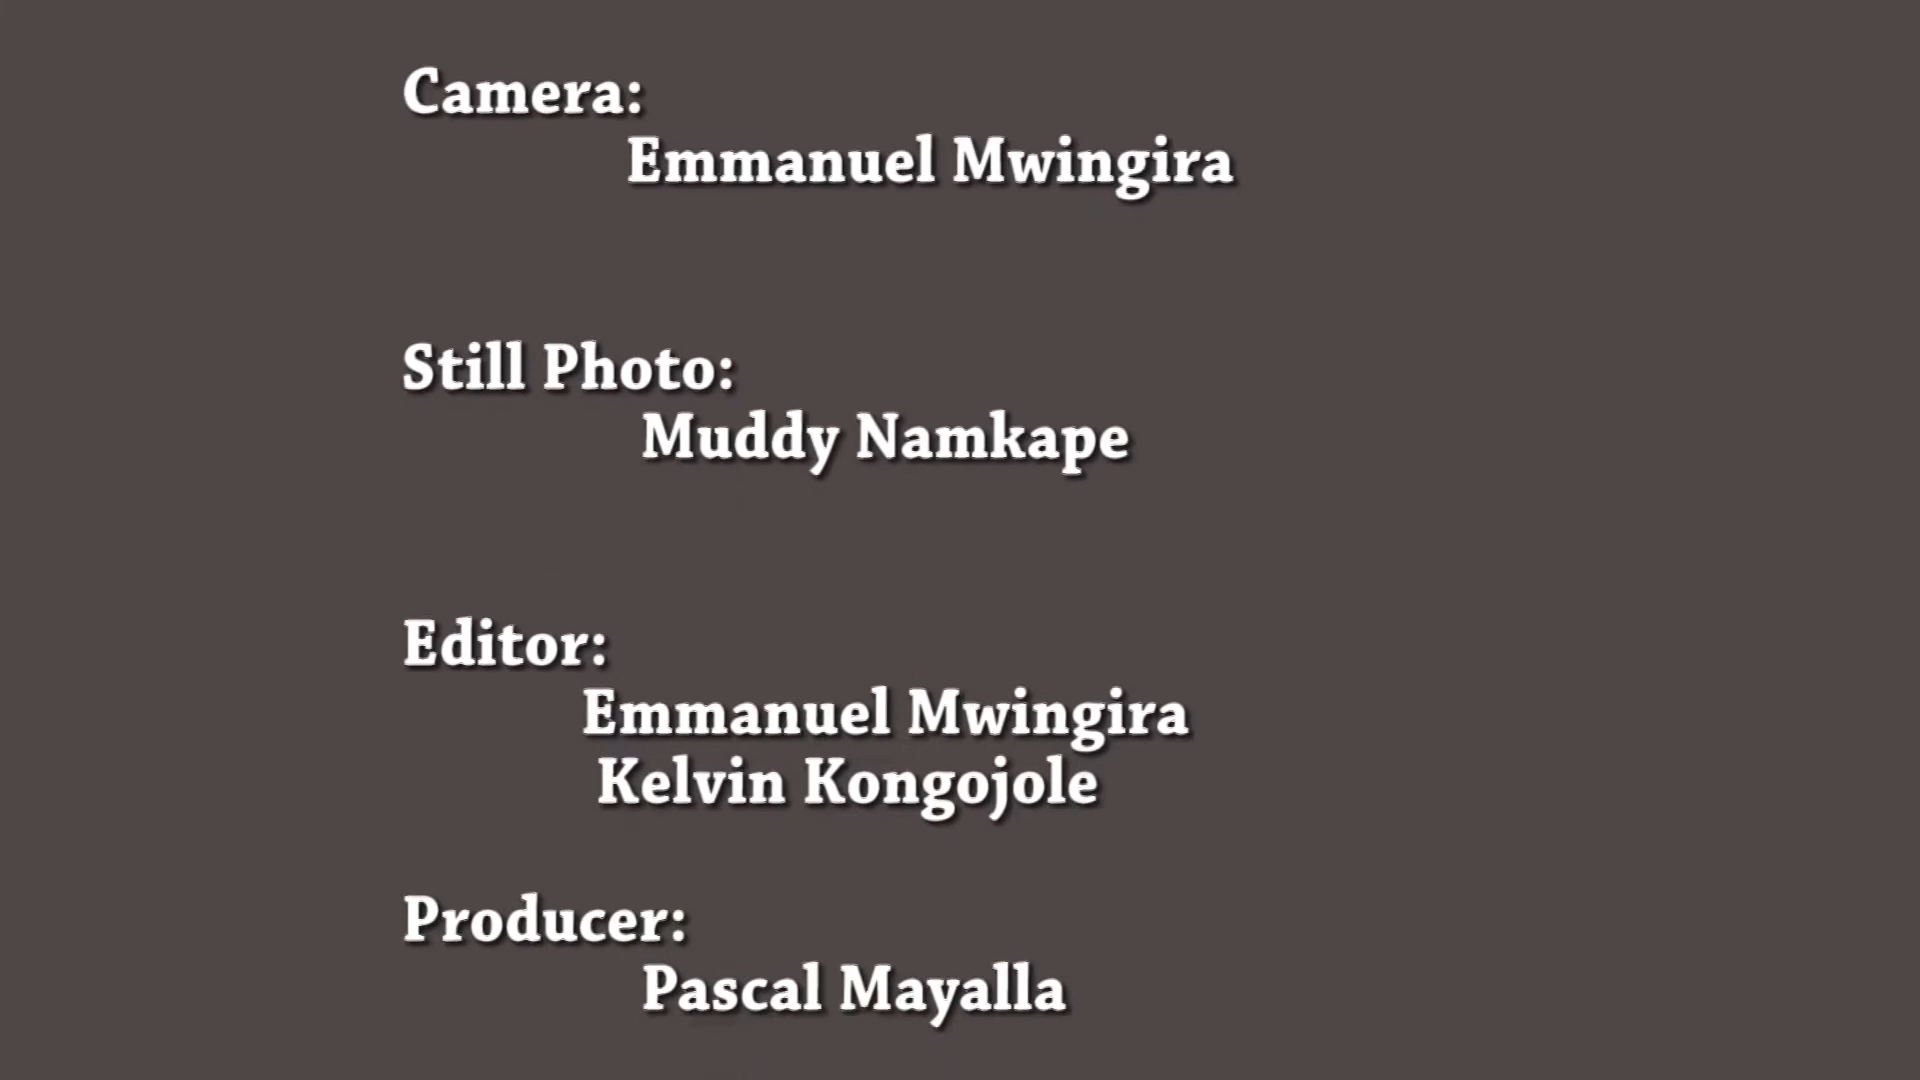 Camera:
Emmanuel Mwingira
Still Photo:
Muddy Namkape
Editor:
Emmanuel Mwingira
Kelvin Kongojole
Producer:
Pascal Mayalla